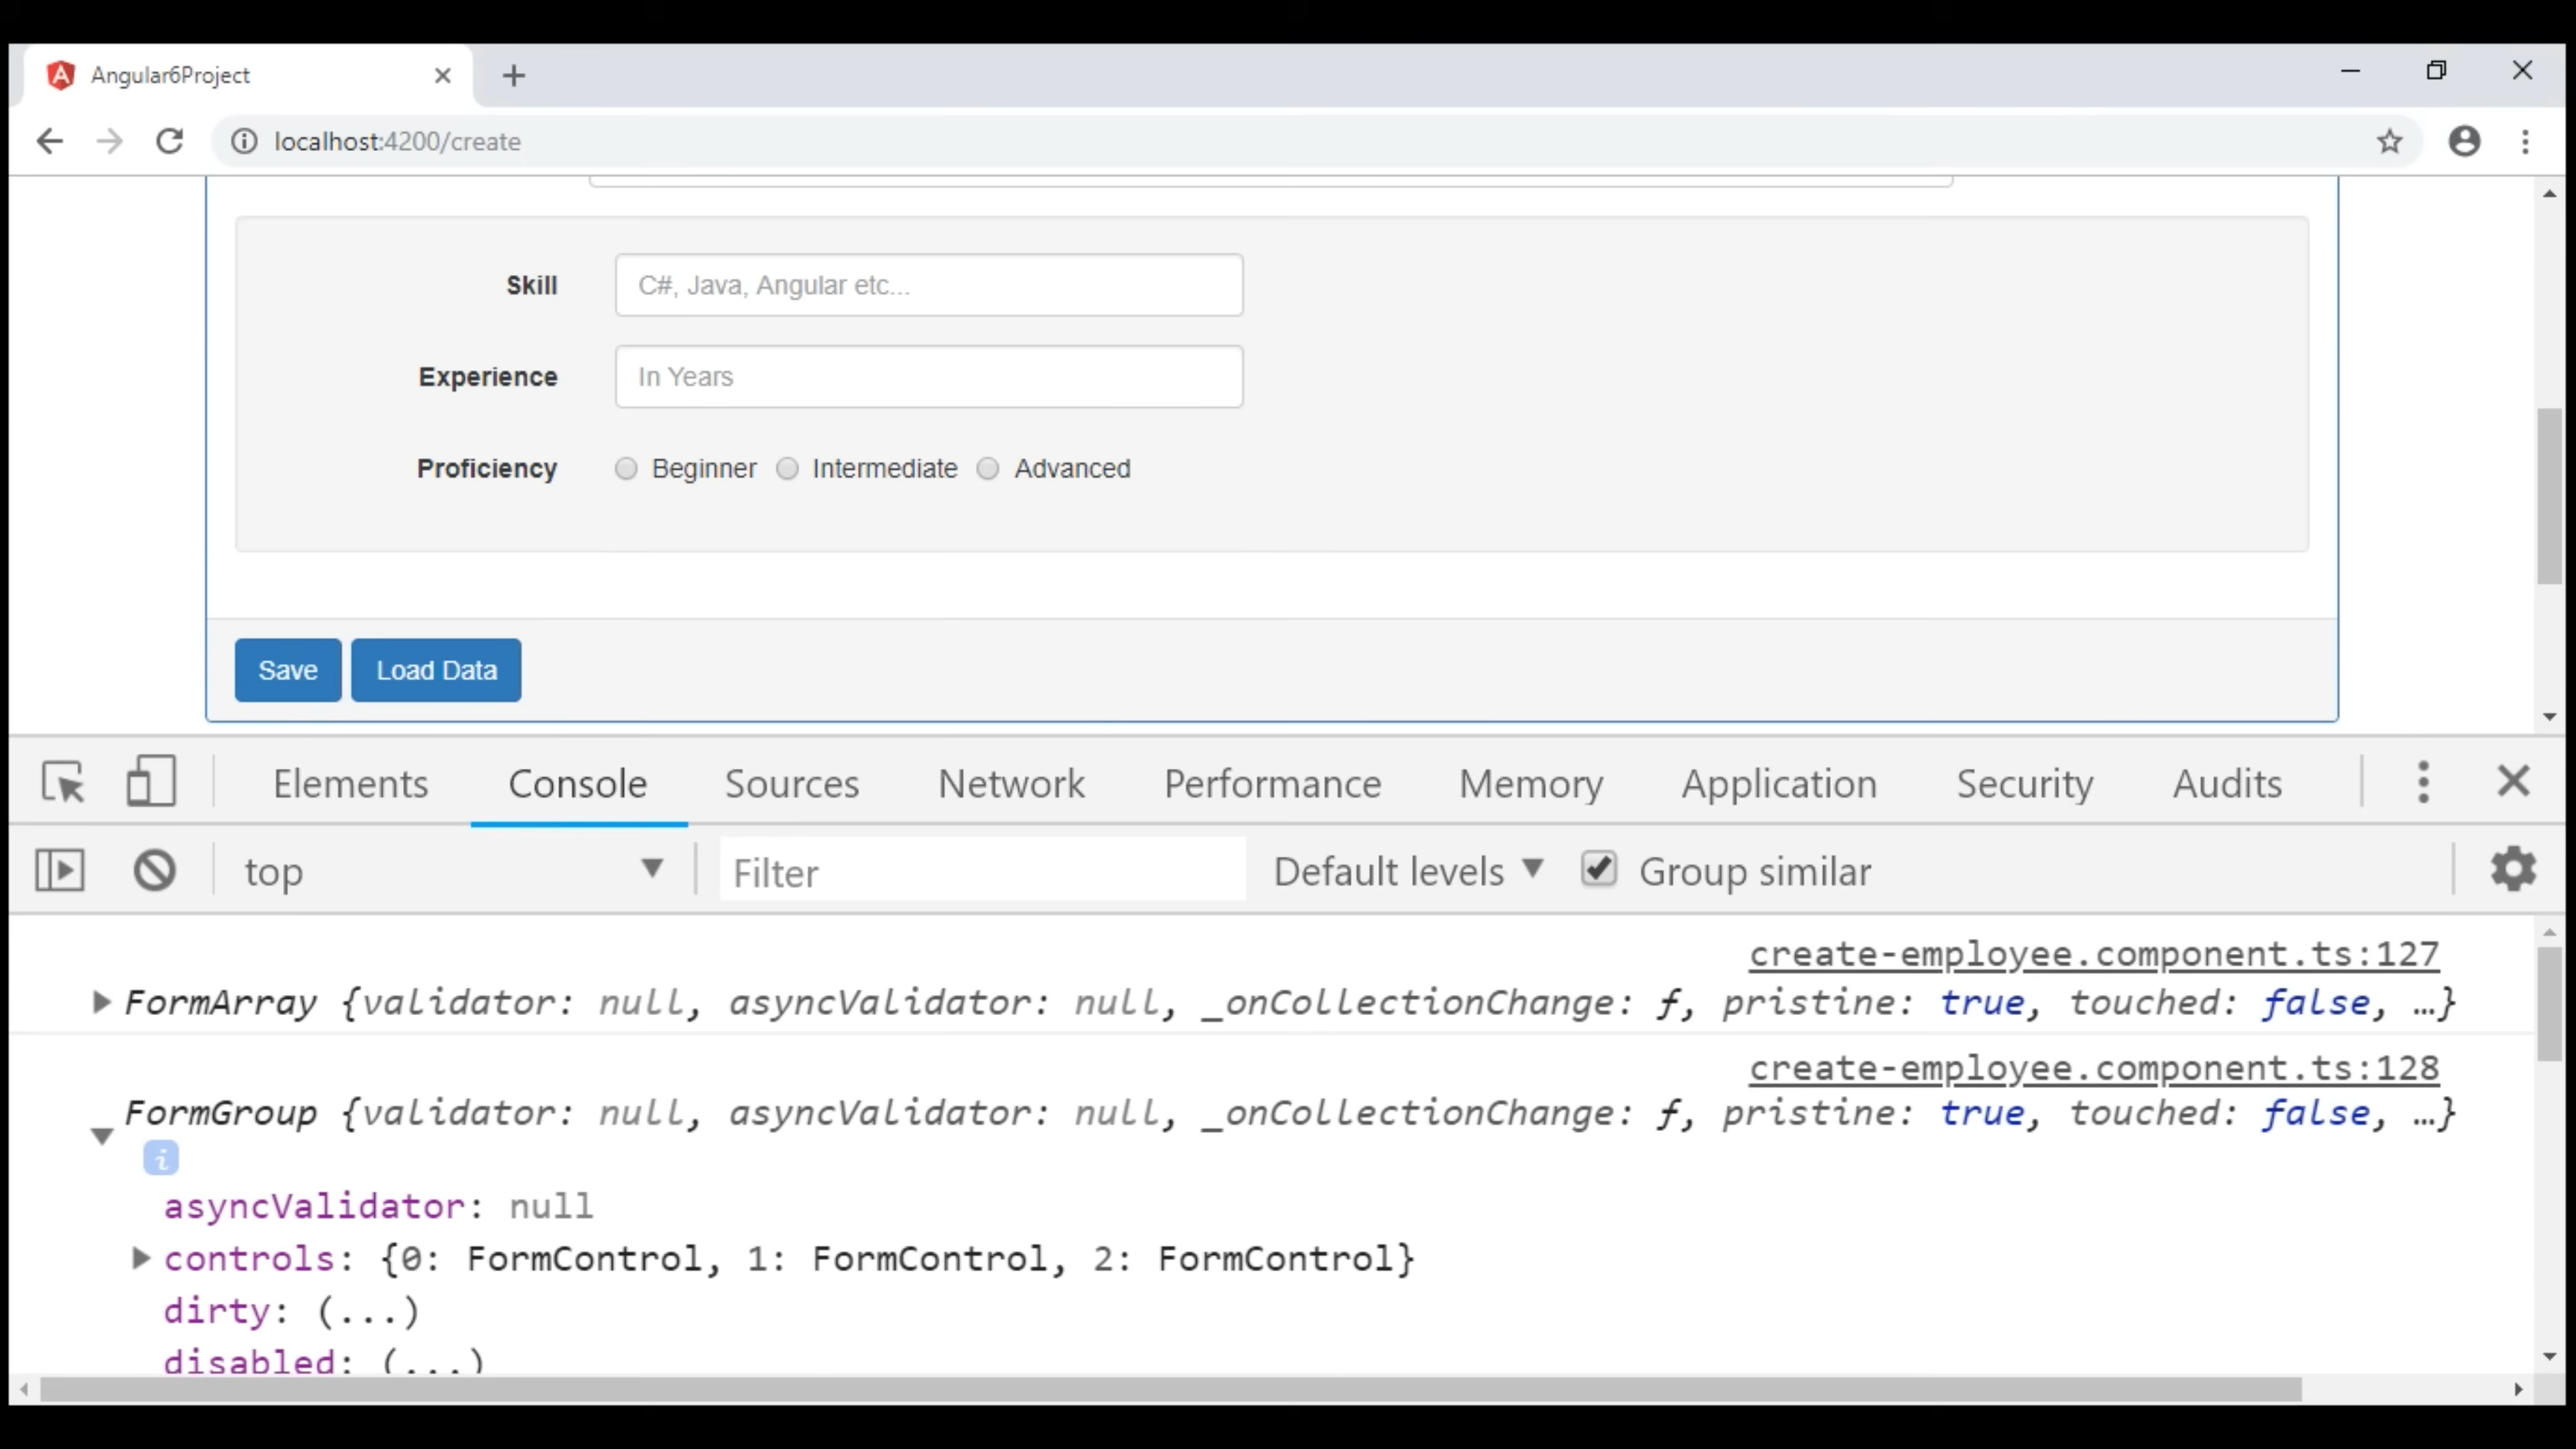 Angular6Project
localhost:4200/create
Skill C#, Java, Angular etc...
Experience In Years
Proficiency Beginner Intermediate Advanced
Save Load Data
Elements Console Sources Network Performance Memory Application Security Audits
top Filter Default levels Group similar
create-employee.component.ts:127
FormArray {validator: null, asyncValidator: null, _onCollectionChange: ƒ, pristine: true, touched: false, …}
create-employee.component.ts:128
FormGroup {validator: null, asyncValidator: null, _onCollectionChange: ƒ, pristine: true, touched: false, …}
i
asyncValidator: null
controls: {0: FormControl, 1: FormControl, 2: FormControl}
dirty: (...)
disabled: (...)